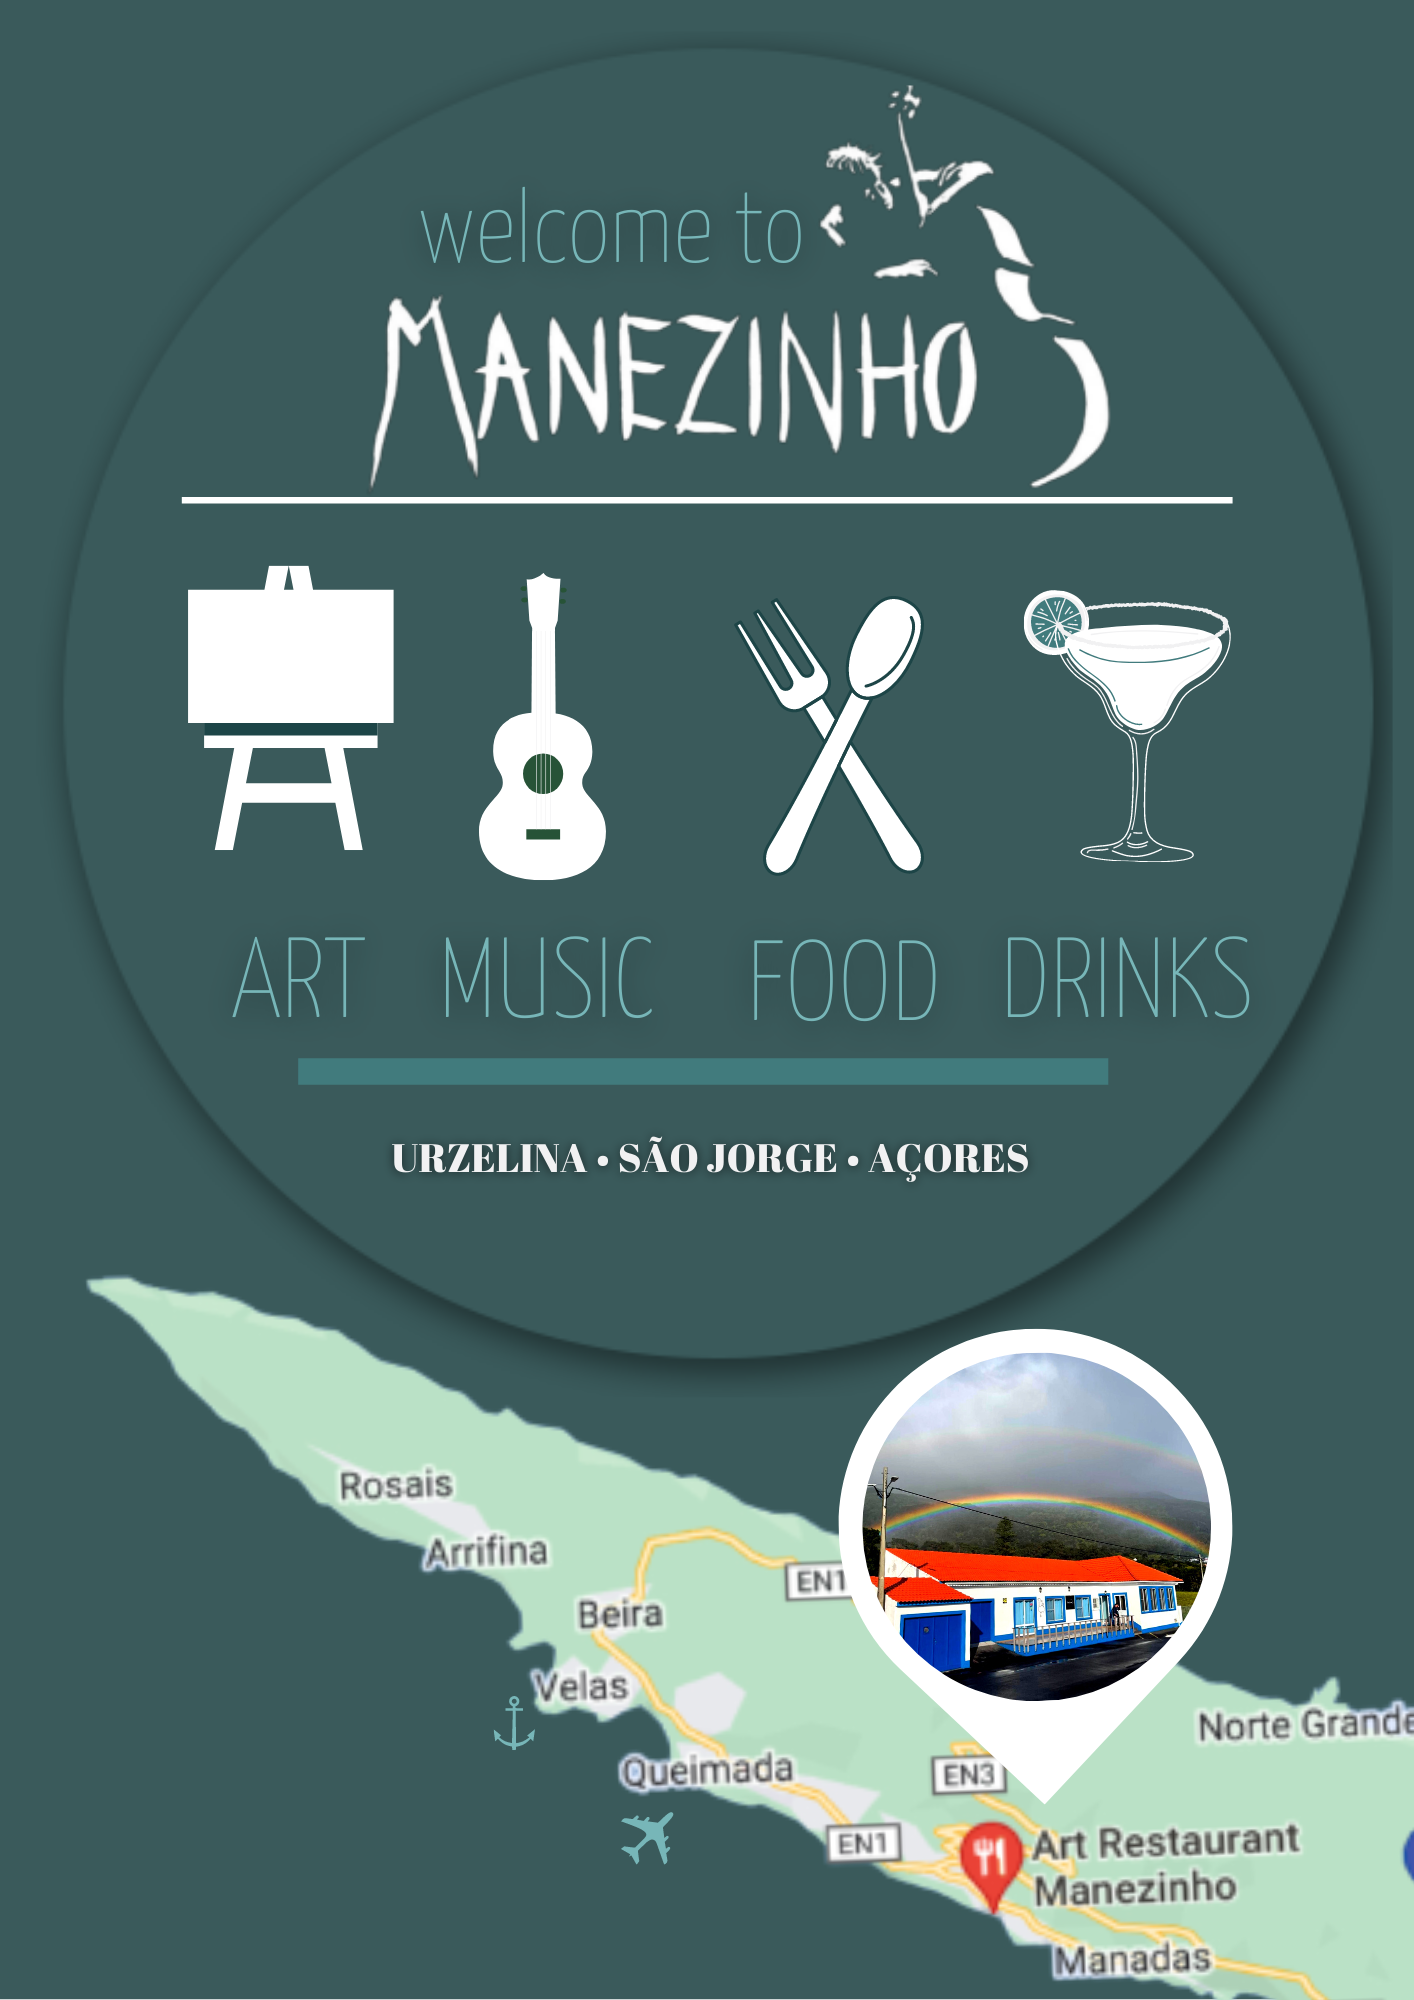 welcome to
MANEZINHO
ART MUSIC FOOD DRINKS
URZELINA • SÃO JORGE • AÇORES
Rosais
Arrifina
EN1
Beira
Velas
Norte Grande
Queimada
EN3
EN1
Art Restaurant
Manezinho
Manadas